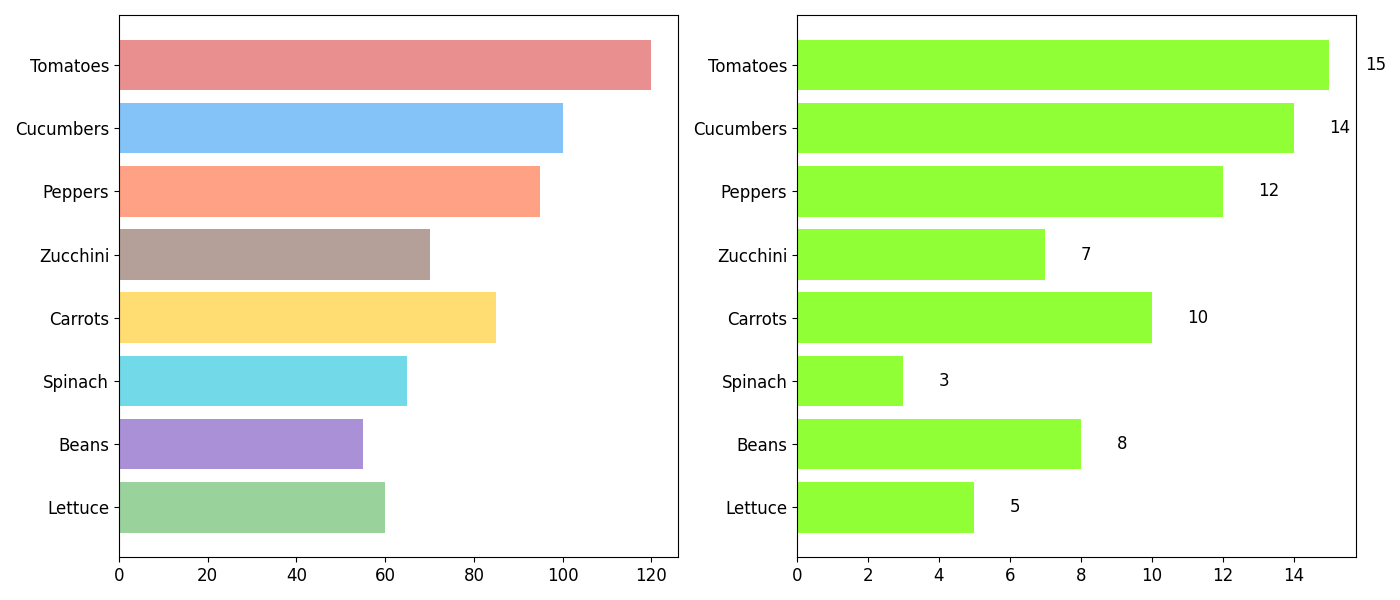 Tomatoes
Cucumbers
Peppers
Zucchini
Carrots
Spinach
Beans
Lettuce
0 20 40 60 80 100 120
Tomatoes 15
Cucumbers 14
Peppers 12
Zucchini 7
Carrots 10
Spinach 3
Beans 8
Lettuce 5
0 2 4 6 8 10 12 14